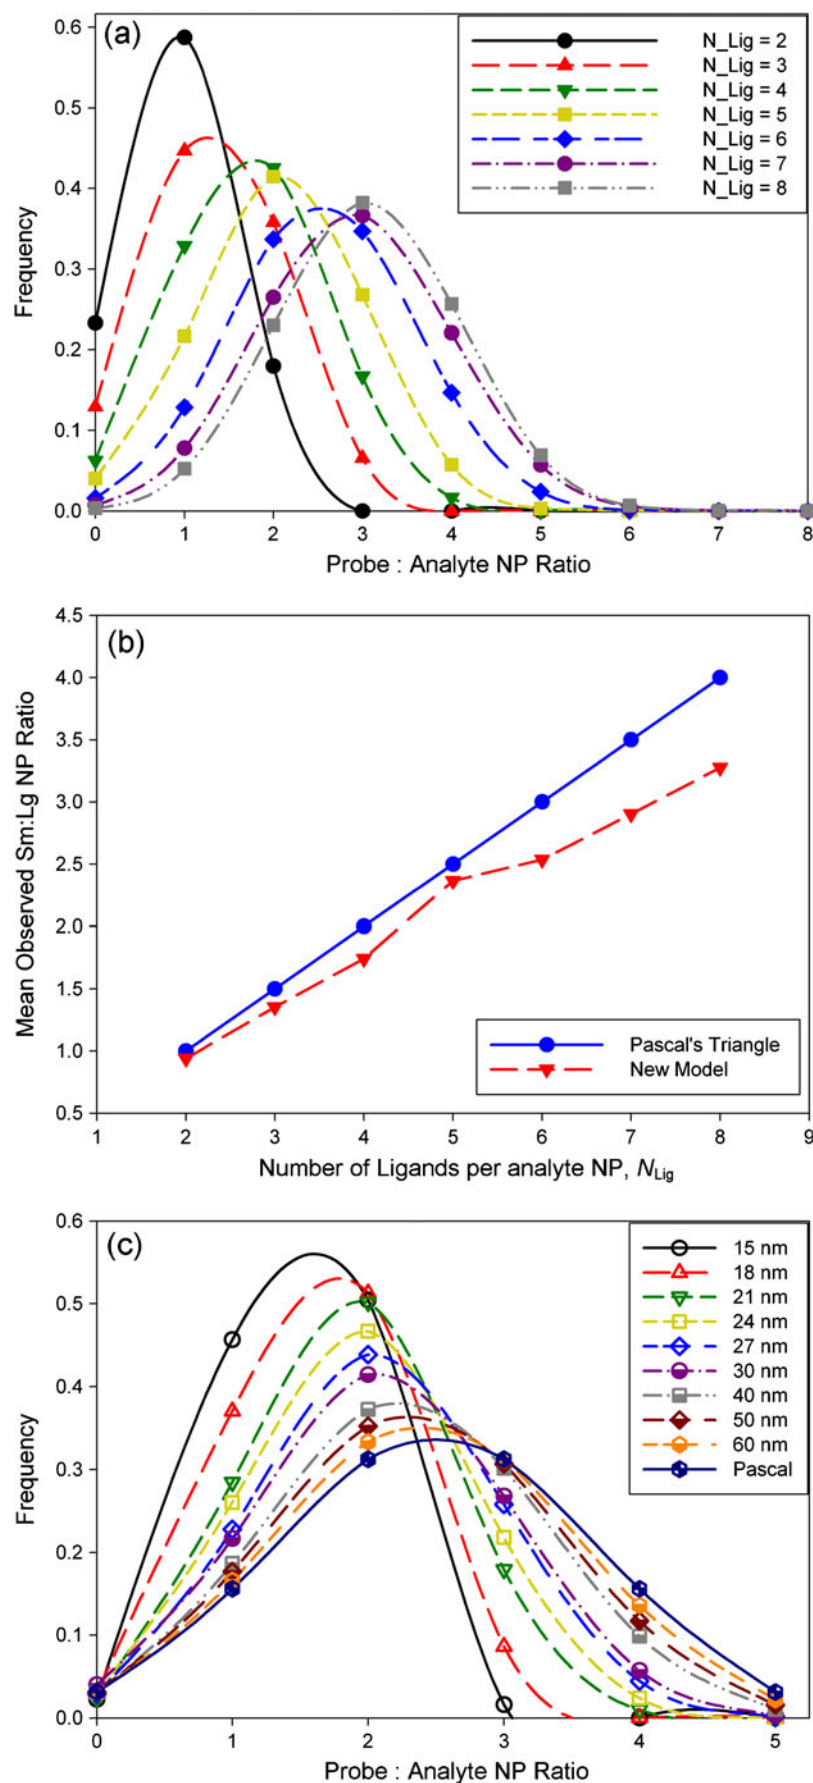 (a)
N_Lig = 2
N_Lig = 3
N_Lig = 4
N_Lig = 5
N_Lig = 6
N_Lig = 7
N_Lig = 8
0.6
0.5
0.4
0.3
0.2
0.1
0.0
Frequency
0 1 2 3 4 5 6 7 8
Probe : Analyte NP Ratio
(b)
4.5
4.0
3.5
3.0
2.5
2.0
1.5
1.0
0.5
Mean Observed Sm:Lg NP Ratio
Pascal's Triangle
New Model
1 2 3 4 5 6 7 8 9
Number of Ligands per analyte NP, NLig
(c)
15 nm
18 nm
21 nm
24 nm
27 nm
30 nm
40 nm
50 nm
60 nm
Pascal
0.6
0.5
0.4
0.3
0.2
0.1
0.0
Frequency
0 1 2 3 4 5
Probe : Analyte NP Ratio